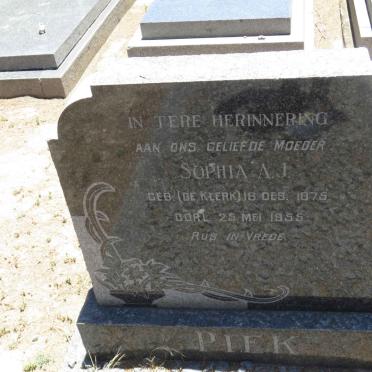 IN TERE HERINNERING
AAN ONS GELIEFDE MOEDER
SOPHIA A.J.
GEB (DE KLERK) 16 DES. 1875
OORL. 25 MEI 1955
RUS IN VREDE.
PIEK